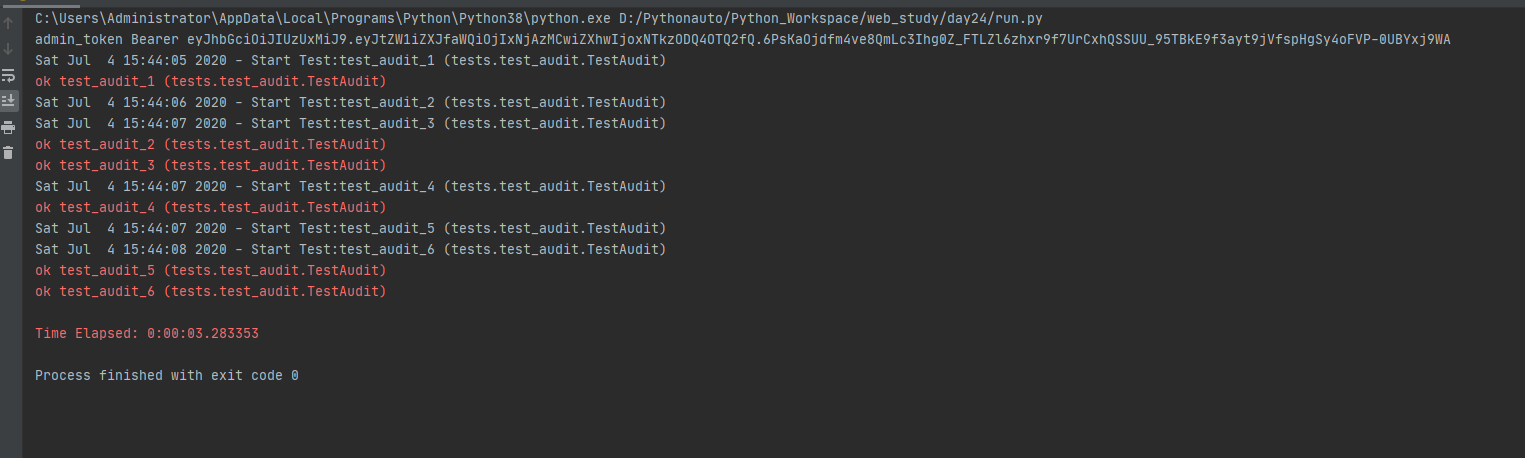 C:\Users\Administrator\AppData\Local\Programs\Python\Python38\python.exe D:/Pythonauto/Python_Workspace/web_study/day24/run.py
admin_token Bearer eyJhbGciOiJIUzUxMiJ9.eyJtZW1iZXJfaWQiOjIxNjAzMCwiZXhwIjoxNTkzODQ4OTQ2fQ.6PsKaOjdfm4ve8QmLc3Ihg0Z_FTLZl6zhxr9f7UrCxhQSSUU_95TBkE9f3ayt9jVfspHgSy4oFVP-0UBYxj9WA
Sat Jul  4 15:44:05 2020 - Start Test:test_audit_1 (tests.test_audit.TestAudit)
ok test_audit_1 (tests.test_audit.TestAudit)
Sat Jul  4 15:44:06 2020 - Start Test:test_audit_2 (tests.test_audit.TestAudit)
Sat Jul  4 15:44:07 2020 - Start Test:test_audit_3 (tests.test_audit.TestAudit)
ok test_audit_2 (tests.test_audit.TestAudit)
ok test_audit_3 (tests.test_audit.TestAudit)
Sat Jul  4 15:44:07 2020 - Start Test:test_audit_4 (tests.test_audit.TestAudit)
ok test_audit_4 (tests.test_audit.TestAudit)
Sat Jul  4 15:44:07 2020 - Start Test:test_audit_5 (tests.test_audit.TestAudit)
Sat Jul  4 15:44:08 2020 - Start Test:test_audit_6 (tests.test_audit.TestAudit)
ok test_audit_5 (tests.test_audit.TestAudit)
ok test_audit_6 (tests.test_audit.TestAudit)
Time Elapsed: 0:00:03.283353
Process finished with exit code 0